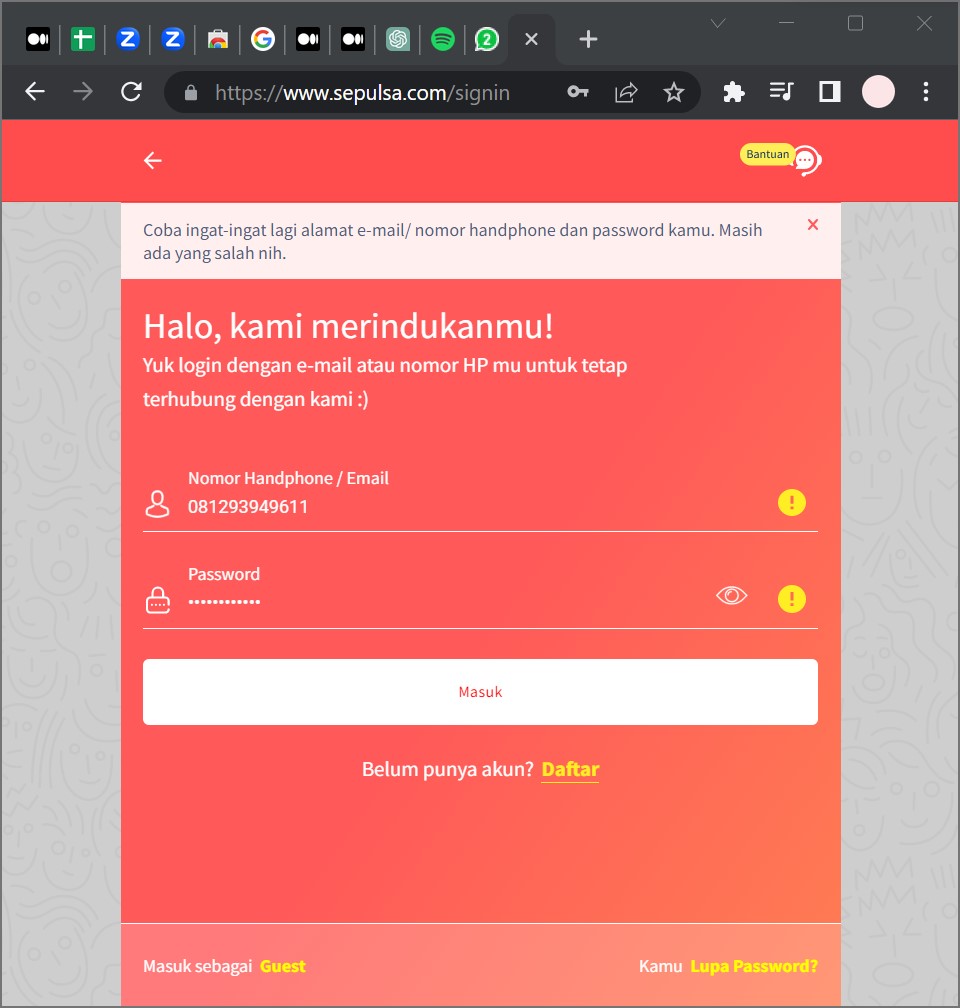 2
https://www.sepulsa.com/signin
Bantuan
Coba ingat-ingat lagi alamat e-mail/ nomor handphone dan password kamu. Masih
ada yang salah nih.
Halo, kami merindukanmu!
Yuk login dengan e-mail atau nomor HP mu untuk tetap
terhubung dengan kami :)
Nomor Handphone / Email
081293949611
Password
••••••••••••
Masuk
Belum punya akun? Daftar
Masuk sebagai Guest
Kamu Lupa Password?